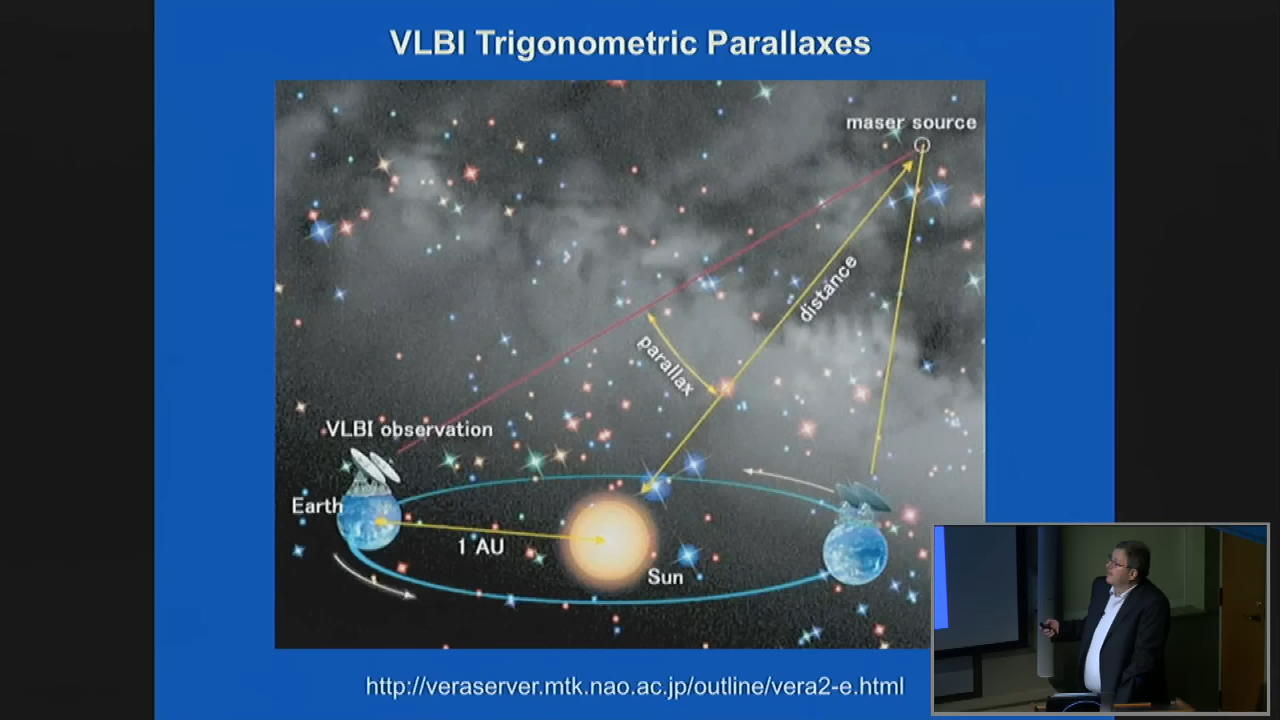 VLBI Trigonometric Parallaxes
maser source
distance
parallax
VLBI observation
Earth
1 AU
Sun
http://veraserver.mtk.nao.ac.jp/outline/vera2-e.html